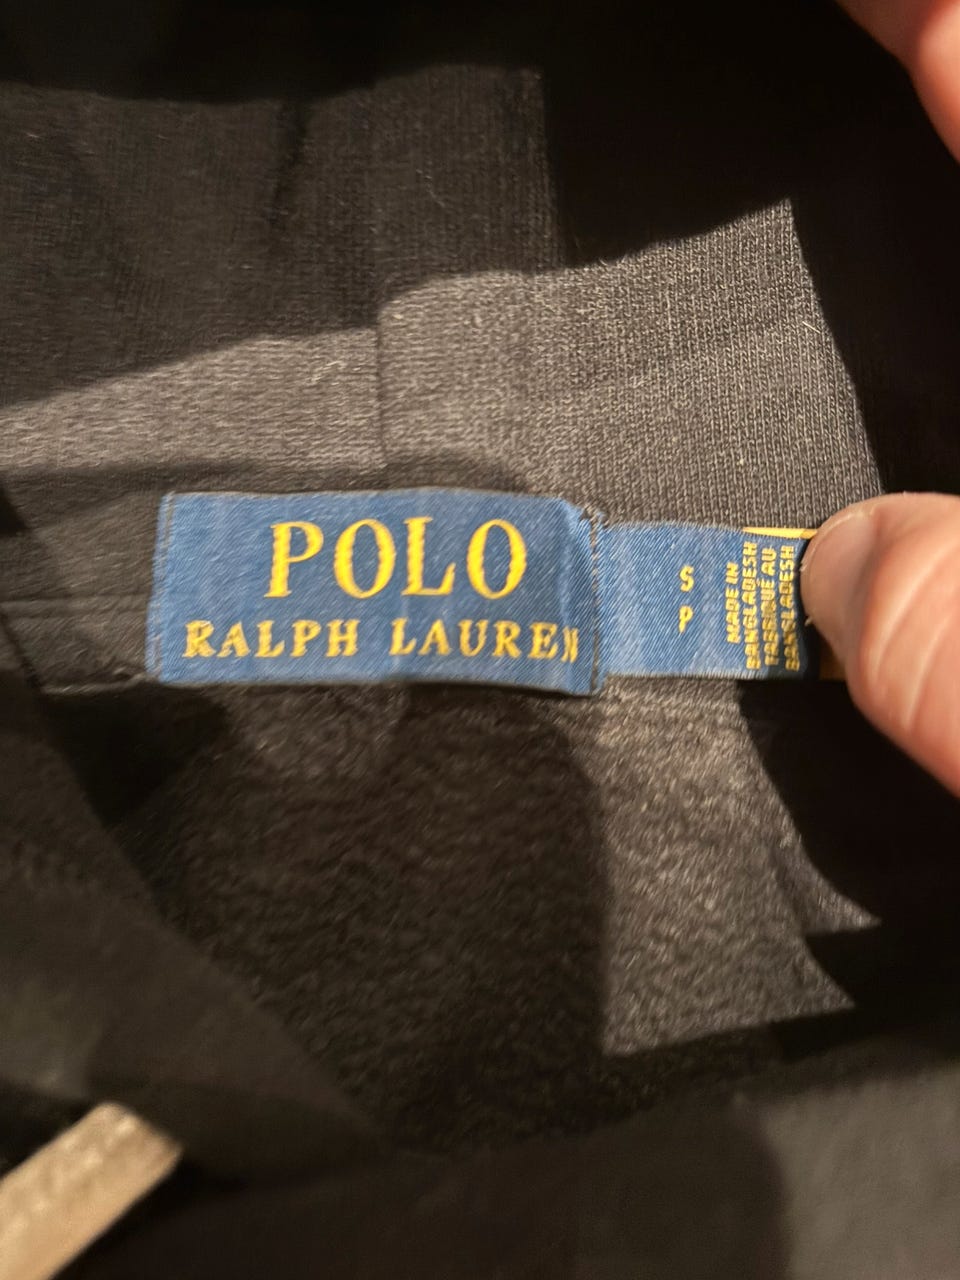 POLO
RALPH LAUREN
S
P
MADE IN
BANGLADESH
FABRIQUÉ AU
BANGLADESH